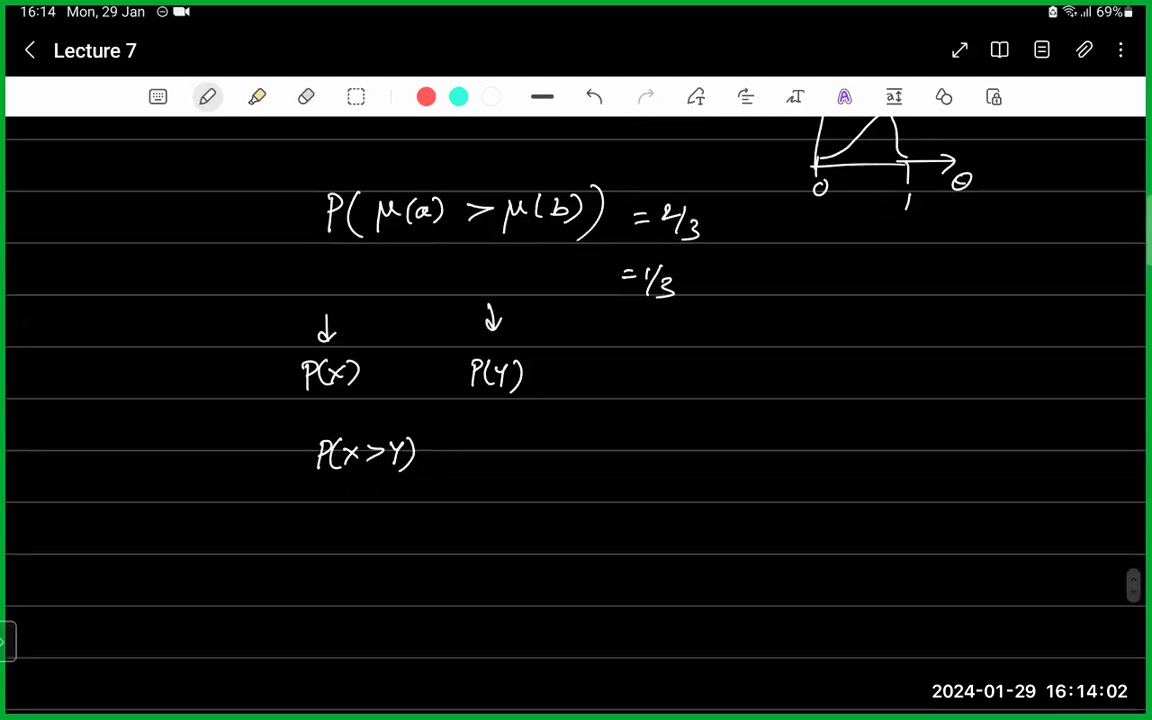 16:14 Mon, 29 Jan 69%
Lecture 7
0 1 θ
P( μ(a) > μ(b) ) = 2/3
= 1/3
↓ ↓
P(x) P(Y)
P(x > Y)
2024-01-29 16:14:02